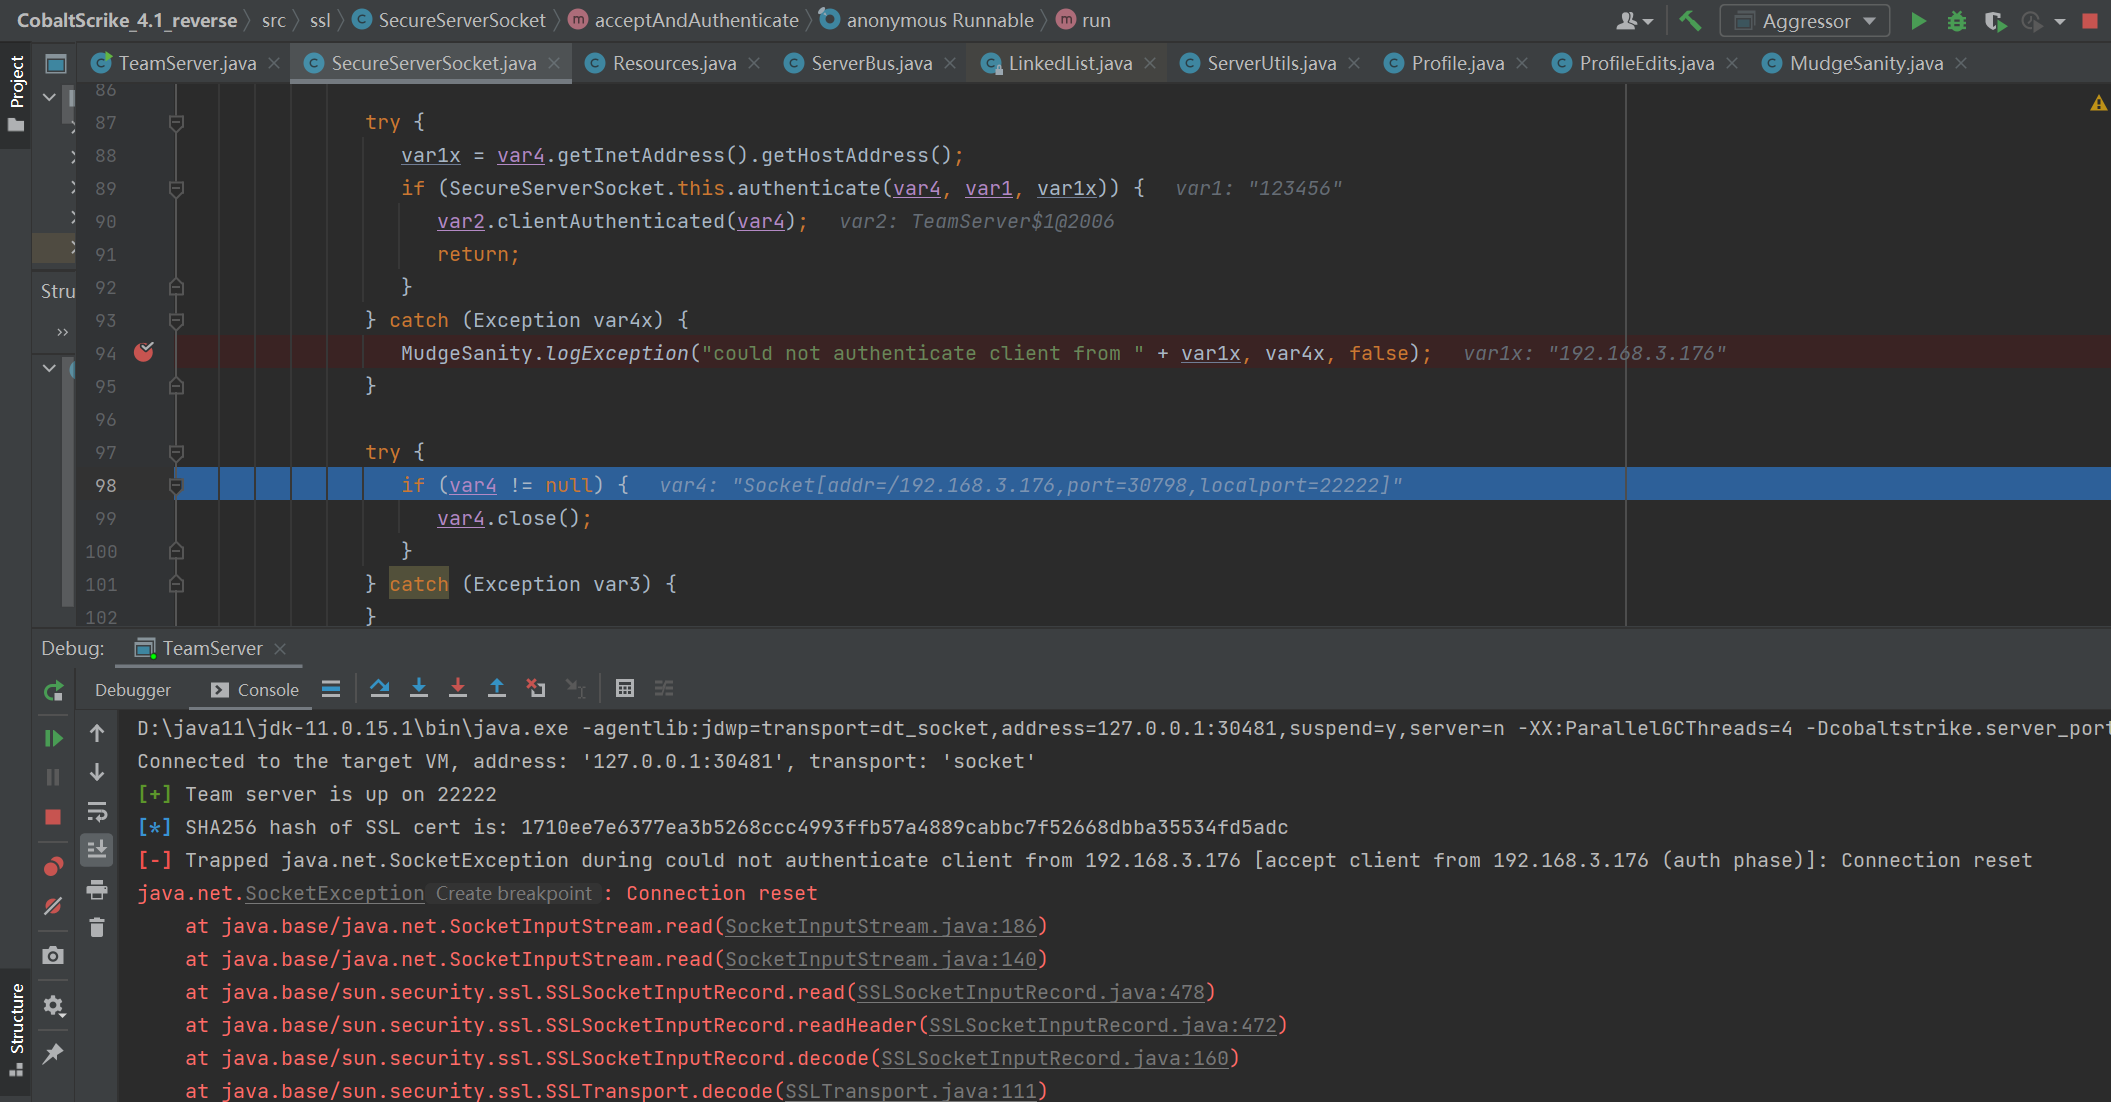 CobaltScrike_4.1_reverse src ssl SecureServerSocket acceptAndAuthenticate anonymous Runnable run Aggressor
TeamServer.java SecureServerSocket.java Resources.java ServerBus.java LinkedList.java ServerUtils.java Profile.java ProfileEdits.java MudgeSanity.java
Project
86
87 try {
88 var1x = var4.getInetAddress().getHostAddress();
89 if (SecureServerSocket.this.authenticate(var4, var1, var1x)) { var1: "123456"
90 var2.clientAuthenticated(var4); var2: TeamServer$1@2006
91 return;
92 }
93 } catch (Exception var4x) {
94 MudgeSanity.logException("could not authenticate client from " + var1x, var4x, false); var1x: "192.168.3.176"
95 }
96
97 try {
98 if (var4 != null) { var4: "Socket[addr=/192.168.3.176,port=30798,localport=22222]"
99 var4.close();
100 }
101 } catch (Exception var3) {
102 }
Stru
Debug: TeamServer
Debugger Console
D:\java11\jdk-11.0.15.1\bin\java.exe -agentlib:jdwp=transport=dt_socket,address=127.0.0.1:30481,suspend=y,server=n -XX:ParallelGCThreads=4 -Dcobaltstrike.server_port
Connected to the target VM, address: '127.0.0.1:30481', transport: 'socket'
[+] Team server is up on 22222
[*] SHA256 hash of SSL cert is: 1710ee7e6377ea3b5268ccc4993ffb57a4889cabbc7f52668dbba35534fd5adc
[-] Trapped java.net.SocketException during could not authenticate client from 192.168.3.176 [accept client from 192.168.3.176 (auth phase)]: Connection reset
java.net.SocketException Create breakpoint : Connection reset
at java.base/java.net.SocketInputStream.read(SocketInputStream.java:186)
at java.base/java.net.SocketInputStream.read(SocketInputStream.java:140)
at java.base/sun.security.ssl.SSLSocketInputRecord.read(SSLSocketInputRecord.java:478)
at java.base/sun.security.ssl.SSLSocketInputRecord.readHeader(SSLSocketInputRecord.java:472)
at java.base/sun.security.ssl.SSLSocketInputRecord.decode(SSLSocketInputRecord.java:160)
at java.base/sun.security.ssl.SSLTransport.decode(SSLTransport.java:111)
Structure